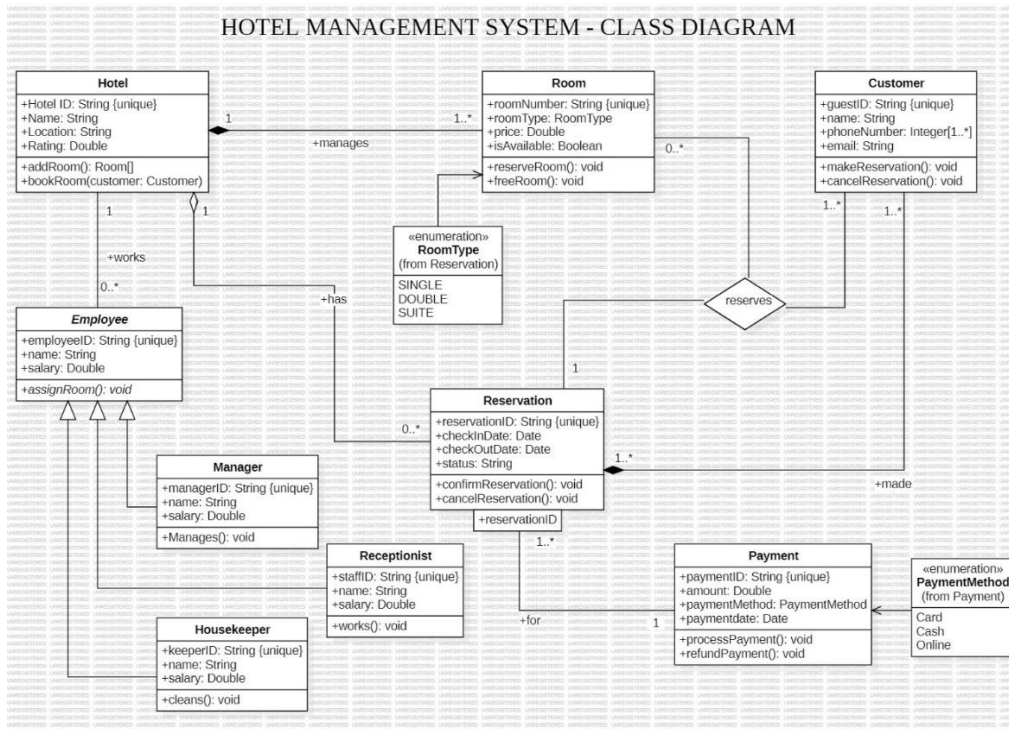 HOTEL MANAGEMENT SYSTEM - CLASS DIAGRAM
Hotel
+Hotel ID: String {unique}
+Name: String
+Location: String
+Rating: Double
+addRoom(): Room[]
+bookRoom(customer: Customer)
1
+manages
1..*
Room
+roomNumber: String {unique}
+roomType: RoomType
+price: Double
+isAvailable: Boolean
+reserveRoom(): void
+freeRoom(): void
0..*
Customer
+guestID: String {unique}
+name: String
+phoneNumber: Integer[1..*]
+email: String
+makeReservation(): void
+cancelReservation(): void
1..*
1..*
1
1
+works
0..*
+has
0..*
«enumeration»
RoomType
(from Reservation)
SINGLE
DOUBLE
SUITE
reserves
1
Employee
+employeeID: String {unique}
+name: String
+salary: Double
+assignRoom(): void
Reservation
+reservationID: String {unique}
+checkInDate: Date
+checkOutDate: Date
+status: String
+confirmReservation(): void
+cancelReservation(): void
+reservationID
1..*
+made
1..*
+for
1
Manager
+managerID: String {unique}
+name: String
+salary: Double
+Manages(): void
Receptionist
+staffID: String {unique}
+name: String
+salary: Double
+works(): void
Housekeeper
+keeperID: String {unique}
+name: String
+salary: Double
+cleans(): void
Payment
+paymentID: String {unique}
+amount: Double
+paymentMethod: PaymentMethod
+paymentdate: Date
+processPayment(): void
+refundPayment(): void
«enumeration»
PaymentMethod
(from Payment)
Card
Cash
Online